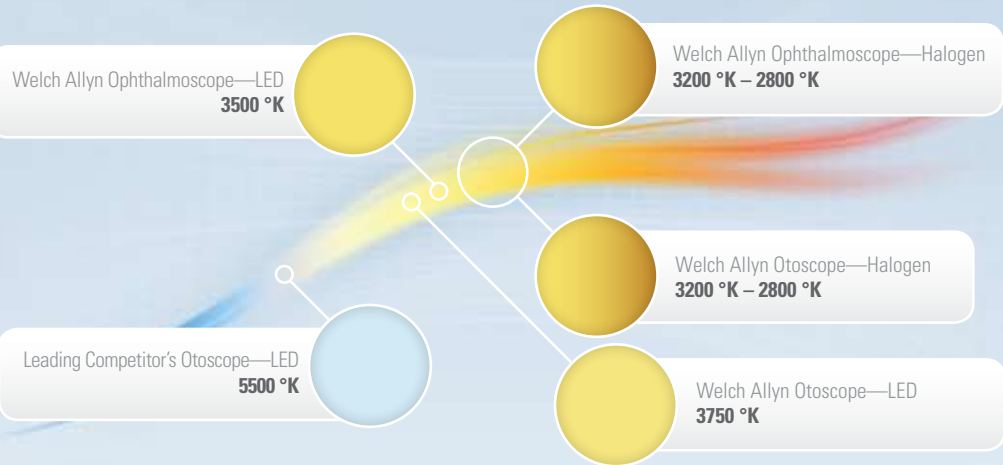 Welch Allyn Ophthalmoscope—LED
3500 °K
Welch Allyn Ophthalmoscope—Halogen
3200 °K – 2800 °K
Welch Allyn Otoscope—Halogen
3200 °K – 2800 °K
Leading Competitor's Otoscope—LED
5500 °K
Welch Allyn Otoscope—LED
3750 °K